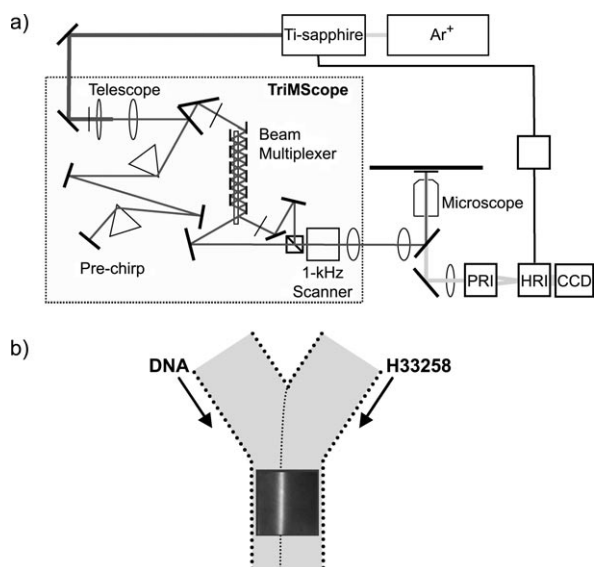 a)
Ti-sapphire
Ar+
Telescope
TriMScope
Beam
Multiplexer
Microscope
Pre-chirp
1-kHz
Scanner
PRI
HRI
CCD
b)
DNA
H33258